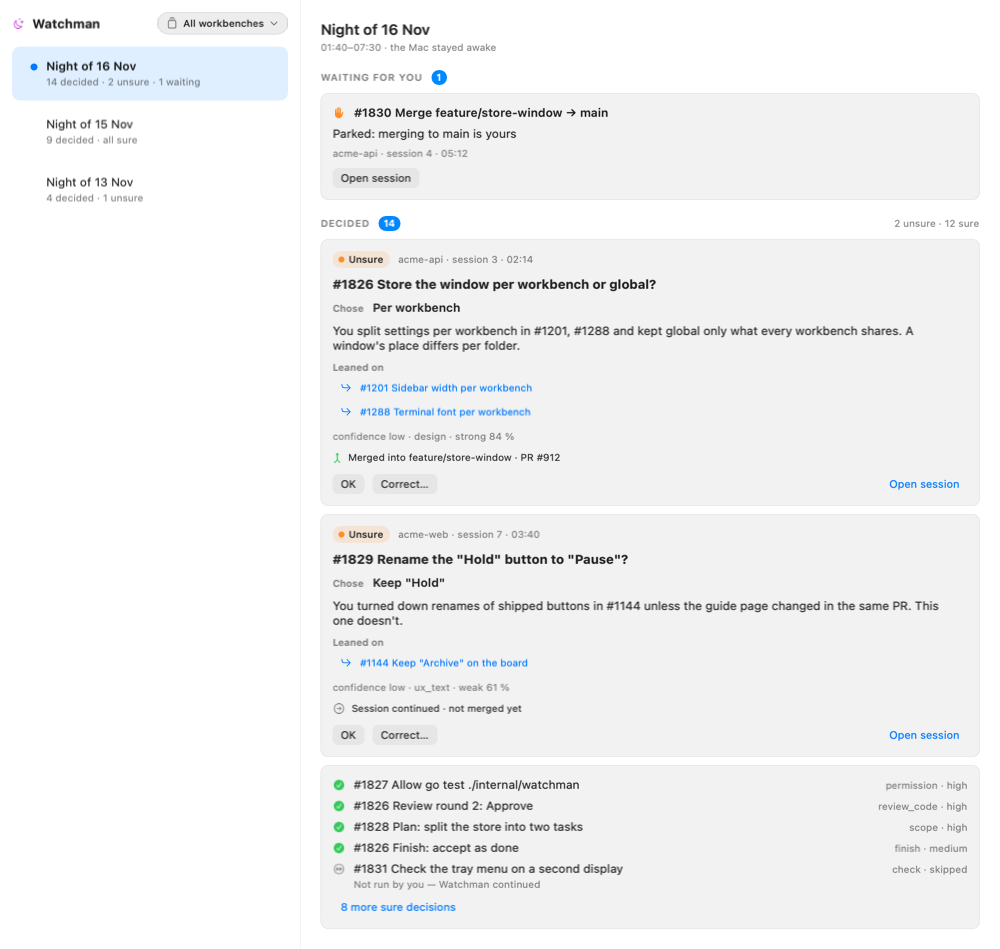 Watchman
All workbenches
Night of 16 Nov
14 decided · 2 unsure · 1 waiting
Night of 15 Nov
9 decided · all sure
Night of 13 Nov
4 decided · 1 unsure
Night of 16 Nov
01:40–07:30 · the Mac stayed awake
WAITING FOR YOU 1
#1830 Merge feature/store-window → main
Parked: merging to main is yours
acme-api · session 4 · 05:12
Open session
DECIDED 14 2 unsure · 12 sure
Unsure acme-api · session 3 · 02:14
#1826 Store the window per workbench or global?
Chose Per workbench
You split settings per workbench in #1201, #1288 and kept global only what every workbench shares. A
window's place differs per folder.
Leaned on
#1201 Sidebar width per workbench
#1288 Terminal font per workbench
confidence low · design · strong 84 %
Merged into feature/store-window · PR #912
OK Correct... Open session
Unsure acme-web · session 7 · 03:40
#1829 Rename the "Hold" button to "Pause"?
Chose Keep "Hold"
You turned down renames of shipped buttons in #1144 unless the guide page changed in the same PR. This
one doesn't.
Leaned on
#1144 Keep "Archive" on the board
confidence low · ux_text · weak 61 %
Session continued · not merged yet
OK Correct... Open session
#1827 Allow go test ./internal/watchman permission · high
#1826 Review round 2: Approve review_code · high
#1828 Plan: split the store into two tasks scope · high
#1826 Finish: accept as done finish · medium
#1831 Check the tray menu on a second display check · skipped
Not run by you — Watchman continued
8 more sure decisions